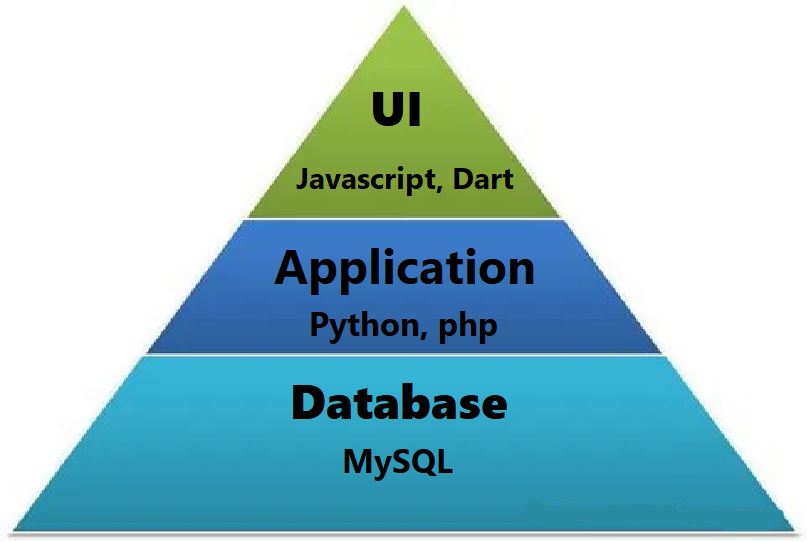 UI
Javascript, Dart
Application
Python, php
Database
MySQL